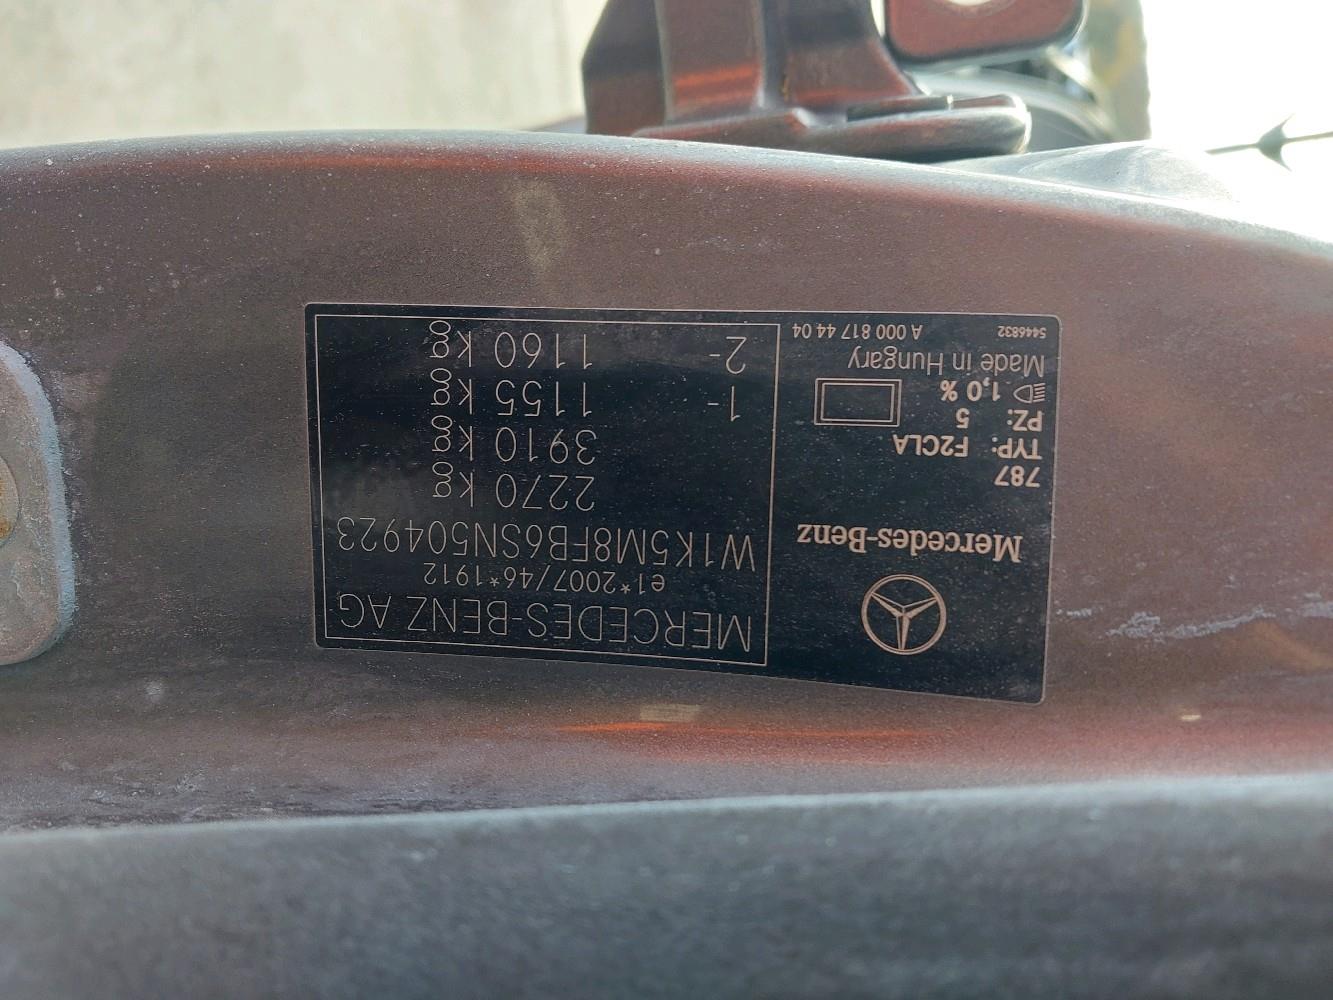 MERCEDES-BENZ AG
e1*2007/46*1912
W1K5M8FB6SN504923
2270 kg
3910 kg
1- 1155 kg
2- 1160 kg
Mercedes-Benz
787
TYP: F2CLA
PZ: 5
1,0 %
Made in Hungary
A 000 817 44 04
5446832